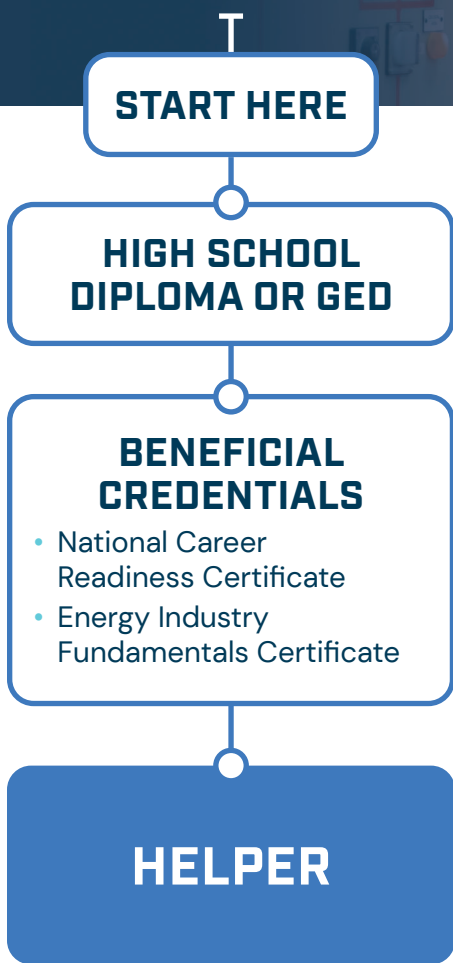 START HERE
HIGH SCHOOL
DIPLOMA OR GED
BENEFICIAL
CREDENTIALS
• National Career
Readiness Certificate
• Energy Industry
Fundamentals Certificate
HELPER